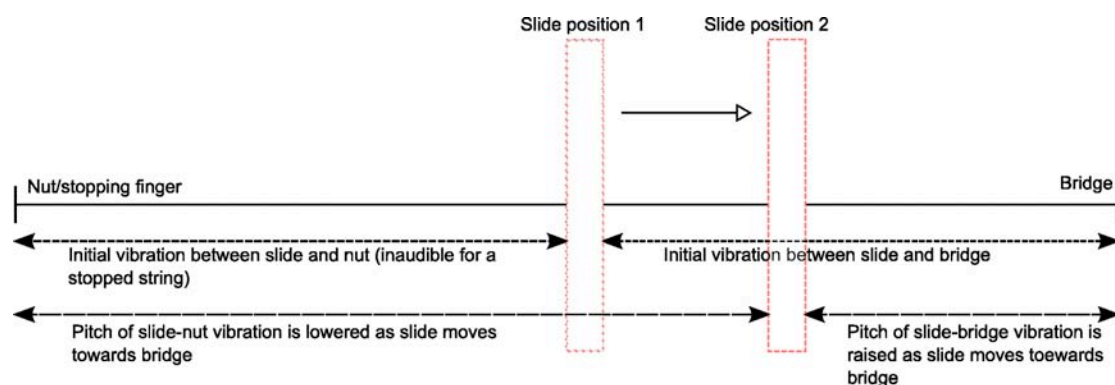 Slide position 1
Slide position 2
Nut/stopping finger
Bridge
Initial vibration between slide and nut (inaudible for a
stopped string)
Initial vibration between slide and bridge
Pitch of slide-nut vibration is lowered as slide moves
towards bridge
Pitch of slide-bridge vibration is
raised as slide moves toewards
bridge